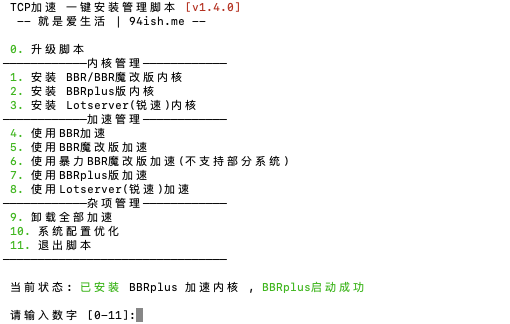 TCP加速 一键安装管理脚本 [v1.4.0]
-- 就是爱生活 | 94ish.me --
0. 升级脚本
————————————内核管理————————————
1. 安装 BBR/BBR魔改版内核
2. 安装 BBRplus版内核
3. 安装 Lotserver(锐速)内核
————————————加速管理————————————
4. 使用BBR加速
5. 使用BBR魔改版加速
6. 使用暴力BBR魔改版加速(不支持部分系统)
7. 使用BBRplus版加速
8. 使用Lotserver(锐速)加速
————————————杂项管理————————————
9. 卸载全部加速
10. 系统配置优化
11. 退出脚本
————————————————————————————————
当前状态: 已安装 BBRplus 加速内核 , BBRplus启动成功
请输入数字 [0-11]: